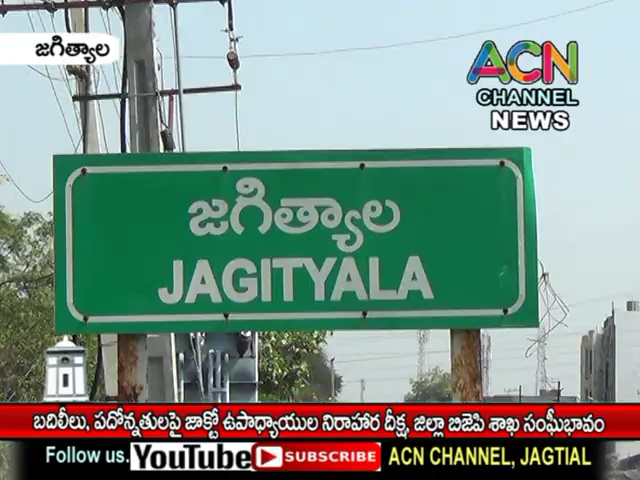 జగిత్యాల
ACN
CHANNEL
NEWS
జగిత్యాల
JAGITYALA
బదిలీలు, పదోన్నతులపై జాక్టో ఉపాధ్యాయుల నిరాహార దీక్ష, జిల్లా బిజెపి శాఖ సంఘీభావం
Follow us. YouTube SUBSCRIBE ACN CHANNEL, JAGTIAL